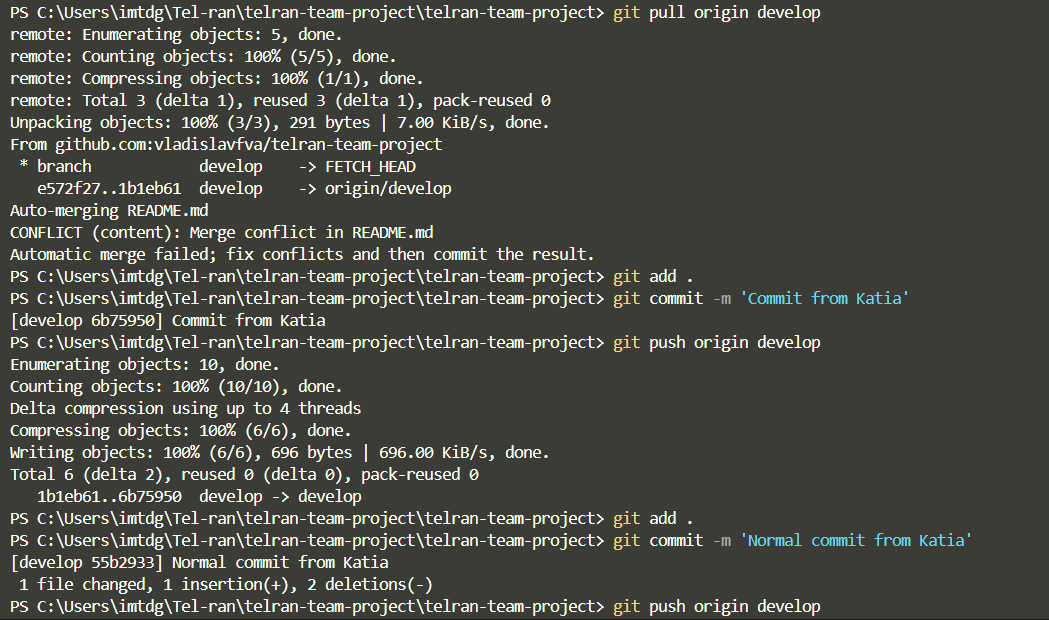 PS C:\Users\imtdg\Tel-ran\telran-team-project\telran-team-project> git pull origin develop
remote: Enumerating objects: 5, done.
remote: Counting objects: 100% (5/5), done.
remote: Compressing objects: 100% (1/1), done.
remote: Total 3 (delta 1), reused 3 (delta 1), pack-reused 0
Unpacking objects: 100% (3/3), 291 bytes | 7.00 KiB/s, done.
From github.com:vladislavfva/telran-team-project
 * branch            develop    -> FETCH_HEAD
   e572f27..1b1eb61  develop    -> origin/develop
Auto-merging README.md
CONFLICT (content): Merge conflict in README.md
Automatic merge failed; fix conflicts and then commit the result.
PS C:\Users\imtdg\Tel-ran\telran-team-project\telran-team-project> git add .
PS C:\Users\imtdg\Tel-ran\telran-team-project\telran-team-project> git commit -m 'Commit from Katia'
[develop 6b75950] Commit from Katia
PS C:\Users\imtdg\Tel-ran\telran-team-project\telran-team-project> git push origin develop
Enumerating objects: 10, done.
Counting objects: 100% (10/10), done.
Delta compression using up to 4 threads
Compressing objects: 100% (6/6), done.
Writing objects: 100% (6/6), 696 bytes | 696.00 KiB/s, done.
Total 6 (delta 2), reused 0 (delta 0), pack-reused 0
   1b1eb61..6b75950  develop -> develop
PS C:\Users\imtdg\Tel-ran\telran-team-project\telran-team-project> git add .
PS C:\Users\imtdg\Tel-ran\telran-team-project\telran-team-project> git commit -m 'Normal commit from Katia'
[develop 55b2933] Normal commit from Katia
 1 file changed, 1 insertion(+), 2 deletions(-)
PS C:\Users\imtdg\Tel-ran\telran-team-project\telran-team-project> git push origin develop